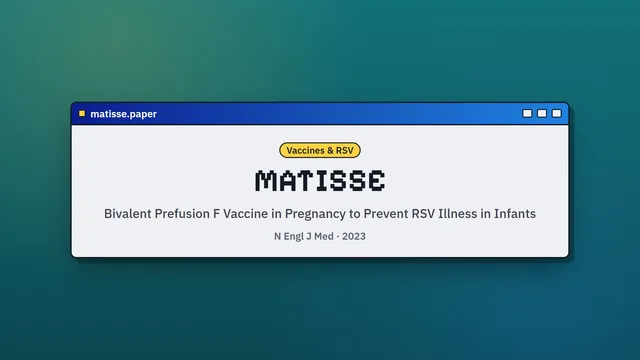 matisse.paper
Vaccines & RSV
MATISSE
Bivalent Prefusion F Vaccine in Pregnancy to Prevent RSV Illness in Infants
N Engl J Med · 2023